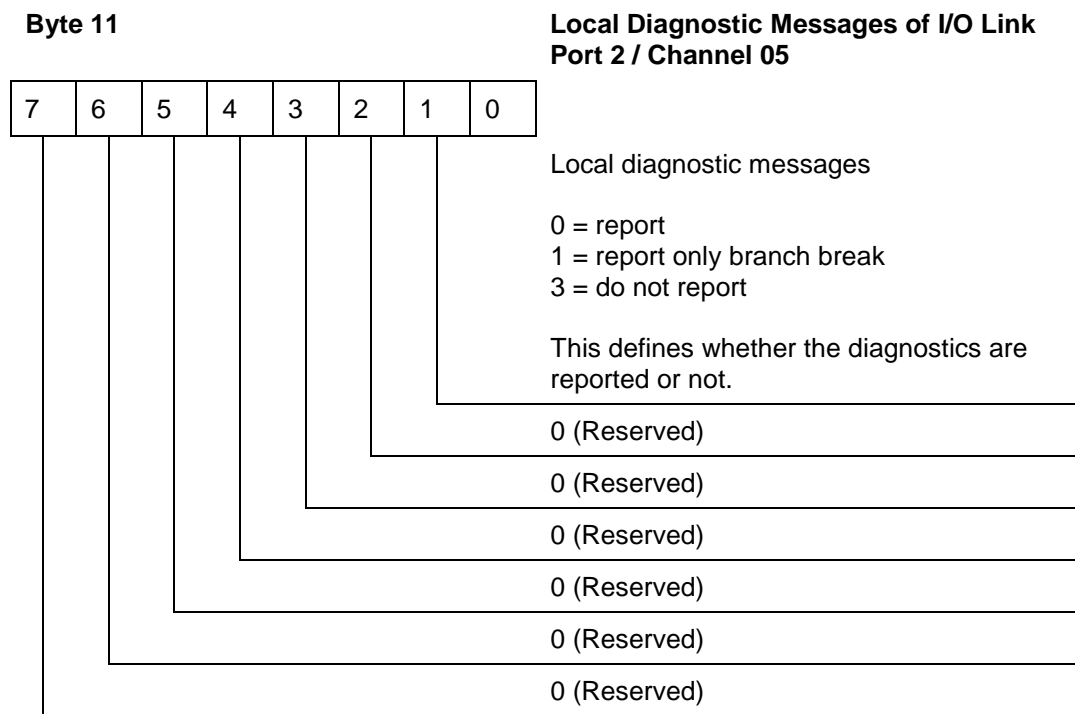 Byte 11
Local Diagnostic Messages of I/O Link
Port 2 / Channel 05
7 6 5 4 3 2 1 0
Local diagnostic messages
0 = report
1 = report only branch break
3 = do not report
This defines whether the diagnostics are
reported or not.
0 (Reserved)
0 (Reserved)
0 (Reserved)
0 (Reserved)
0 (Reserved)
0 (Reserved)